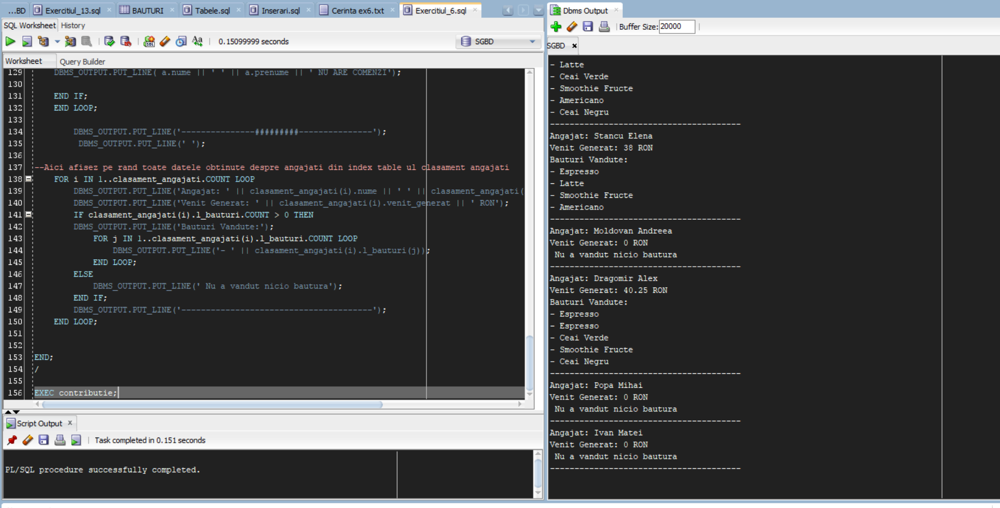 ...BD Exercitiul_13.sql × BAUTURI × Tabele.sql × Inserari.sql × Cerinta ex6.txt × Exercitiul_6.sql ×
SQL Worksheet History
0.15099999 seconds SGBD
Worksheet Query Builder
129 DBMS_OUTPUT.PUT_LINE( a.nume || ' ' || a.prenume || ' NU ARE COMENZI');
130
131 END IF;
132 END LOOP;
133
134 DBMS_OUTPUT.PUT_LINE('---------------#########---------------');
135 DBMS_OUTPUT.PUT_LINE(' ');
136
137 --Aici afisez pe rand toate datele obtinute despre angajati din index table ul clasament angajati
138 FOR i IN 1..clasament_angajati.COUNT LOOP
139 DBMS_OUTPUT.PUT_LINE('Angajat: ' || clasament_angajati(i).nume || ' ' || clasament_angajati(
140 DBMS_OUTPUT.PUT_LINE('Venit Generat: ' || clasament_angajati(i).venit_generat || ' RON');
141 IF clasament_angajati(i).l_bauturi.COUNT > 0 THEN
142 DBMS_OUTPUT.PUT_LINE('Bauturi Vandute:');
143 FOR j IN 1..clasament_angajati(i).l_bauturi.COUNT LOOP
144 DBMS_OUTPUT.PUT_LINE('- ' || clasament_angajati(i).l_bauturi(j));
145 END LOOP;
146 ELSE
147 DBMS_OUTPUT.PUT_LINE(' Nu a vandut nicio bautura');
148 END IF;
149 DBMS_OUTPUT.PUT_LINE('---------------------------------------');
150 END LOOP;
151
152
153 END;
154 /
155
156 EXEC contributie;
Script Output ×
Task completed in 0.151 seconds
PL/SQL procedure successfully completed.
Dbms Output ×
Buffer Size: 20000
SGBD ×
- Latte
- Ceai Verde
- Smoothie Fructe
- Americano
- Ceai Negru
---------------------------------------
Angajat: Stancu Elena
Venit Generat: 38 RON
Bauturi Vandute:
- Espresso
- Latte
- Smoothie Fructe
- Americano
---------------------------------------
Angajat: Moldovan Andreea
Venit Generat: 0 RON
Nu a vandut nicio bautura
---------------------------------------
Angajat: Dragomir Alex
Venit Generat: 40.25 RON
Bauturi Vandute:
- Espresso
- Espresso
- Ceai Verde
- Smoothie Fructe
- Ceai Negru
---------------------------------------
Angajat: Popa Mihai
Venit Generat: 0 RON
Nu a vandut nicio bautura
---------------------------------------
Angajat: Ivan Matei
Venit Generat: 0 RON
Nu a vandut nicio bautura
---------------------------------------